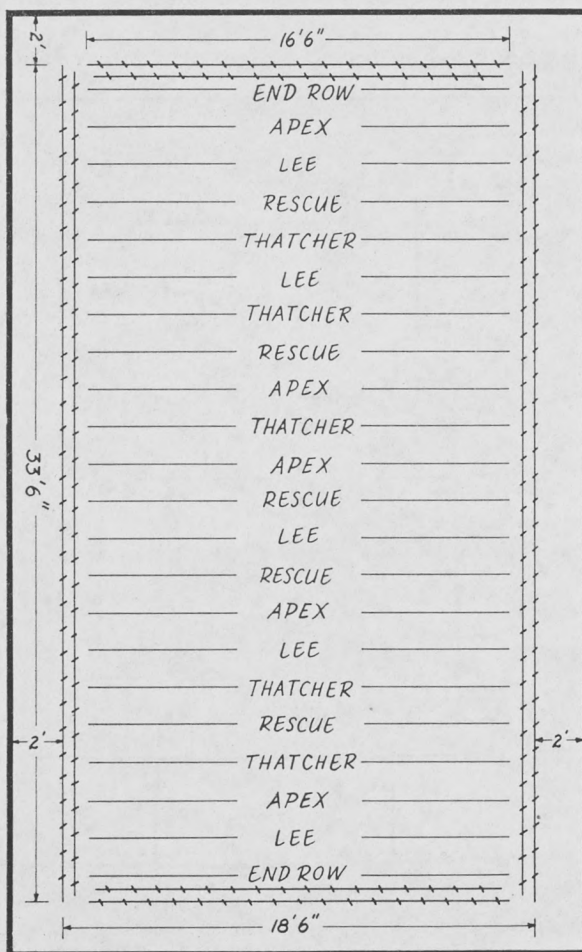 2'
16'6"
END ROW
APEX
LEE
RESCUE
THATCHER
LEE
THATCHER
RESCUE
APEX
THATCHER
APEX
33'6"
RESCUE
LEE
RESCUE
APEX
LEE
THATCHER
RESCUE
2'
2'
THATCHER
APEX
LEE
END ROW
18'6"